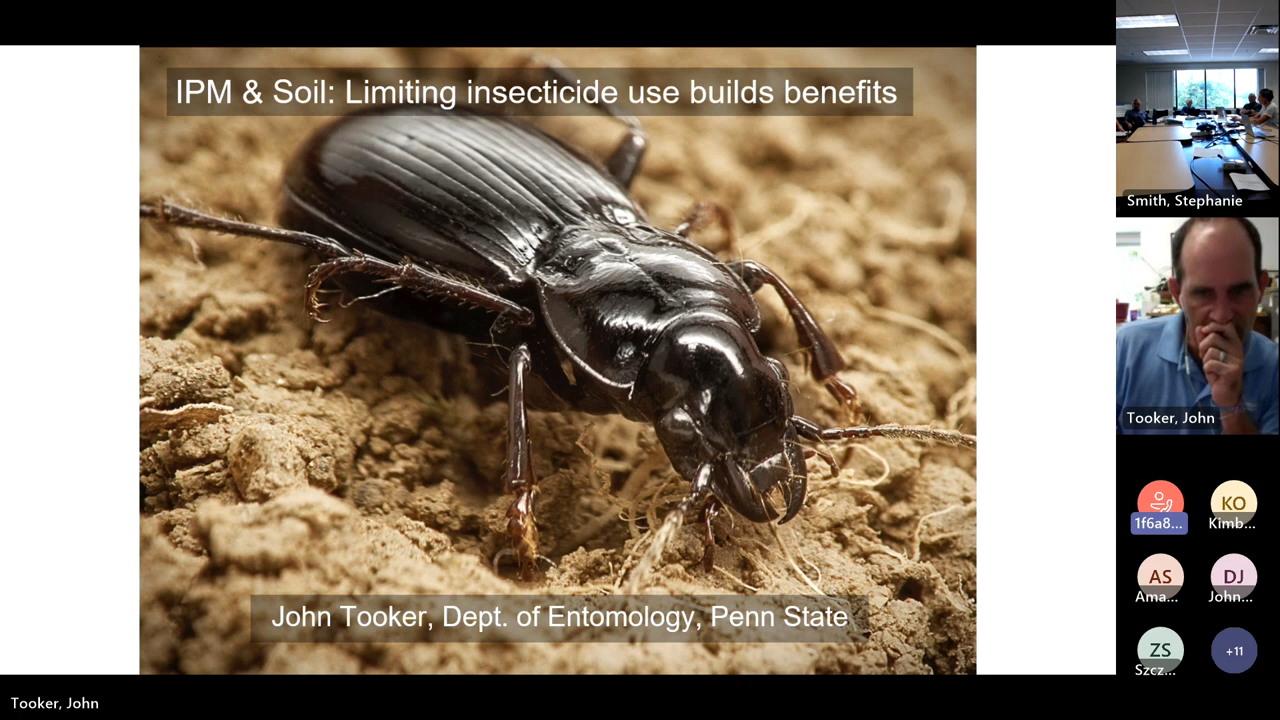 IPM & Soil: Limiting insecticide use builds benefits
John Tooker, Dept. of Entomology, Penn State
Smith, Stephanie
Tooker, John
1f6a8...
KO
Kimb...
AS
Ama...
DJ
John...
ZS
Szcz...
+11
Tooker, John